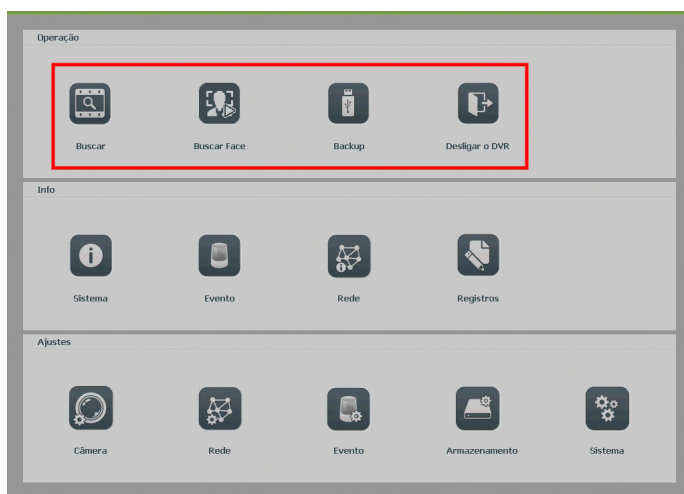 Operação
Buscar Buscar Face Backup Desligar o DVR
Info
Sistema Evento Rede Registros
Ajustes
Câmera Rede Evento Armazenamento Sistema